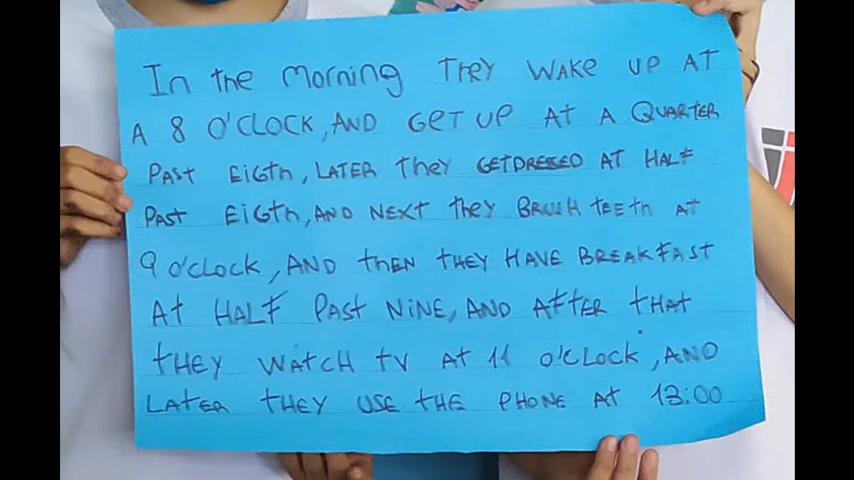 In the morning THEY WAKE UP AT
A 8 O'CLOCK, AND GET UP AT A QUARTER
PAST EIGTh, LATER they GETDRESED AT HALF
PAST EIGTh, AND NEXT they BRUSH TEETH AT
9 O'CLOCK, AND then tHEY HAVE BREAKFAST
At HALF PAST NINE, AND AFTER tHAt
tHEY WATCH tV AT 11 O'CLOCK, AND
LATER tHEY USE tHE PHONE At 13:00